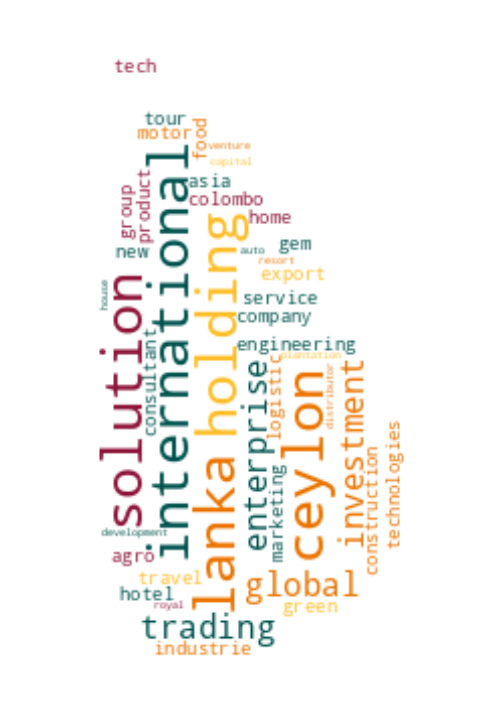 tech
tour
motor
food
venture
capital
asia
international
product
group
colombo
home
holding
new
gem
auto
resort
export
solution
house
service
company
consultant
engineering
plantation
logistic
enterprise
distributor
investment
ceylon
technologies
construction
marketing
lanka
development
agro
travel
global
hotel
royal
green
trading
industrie